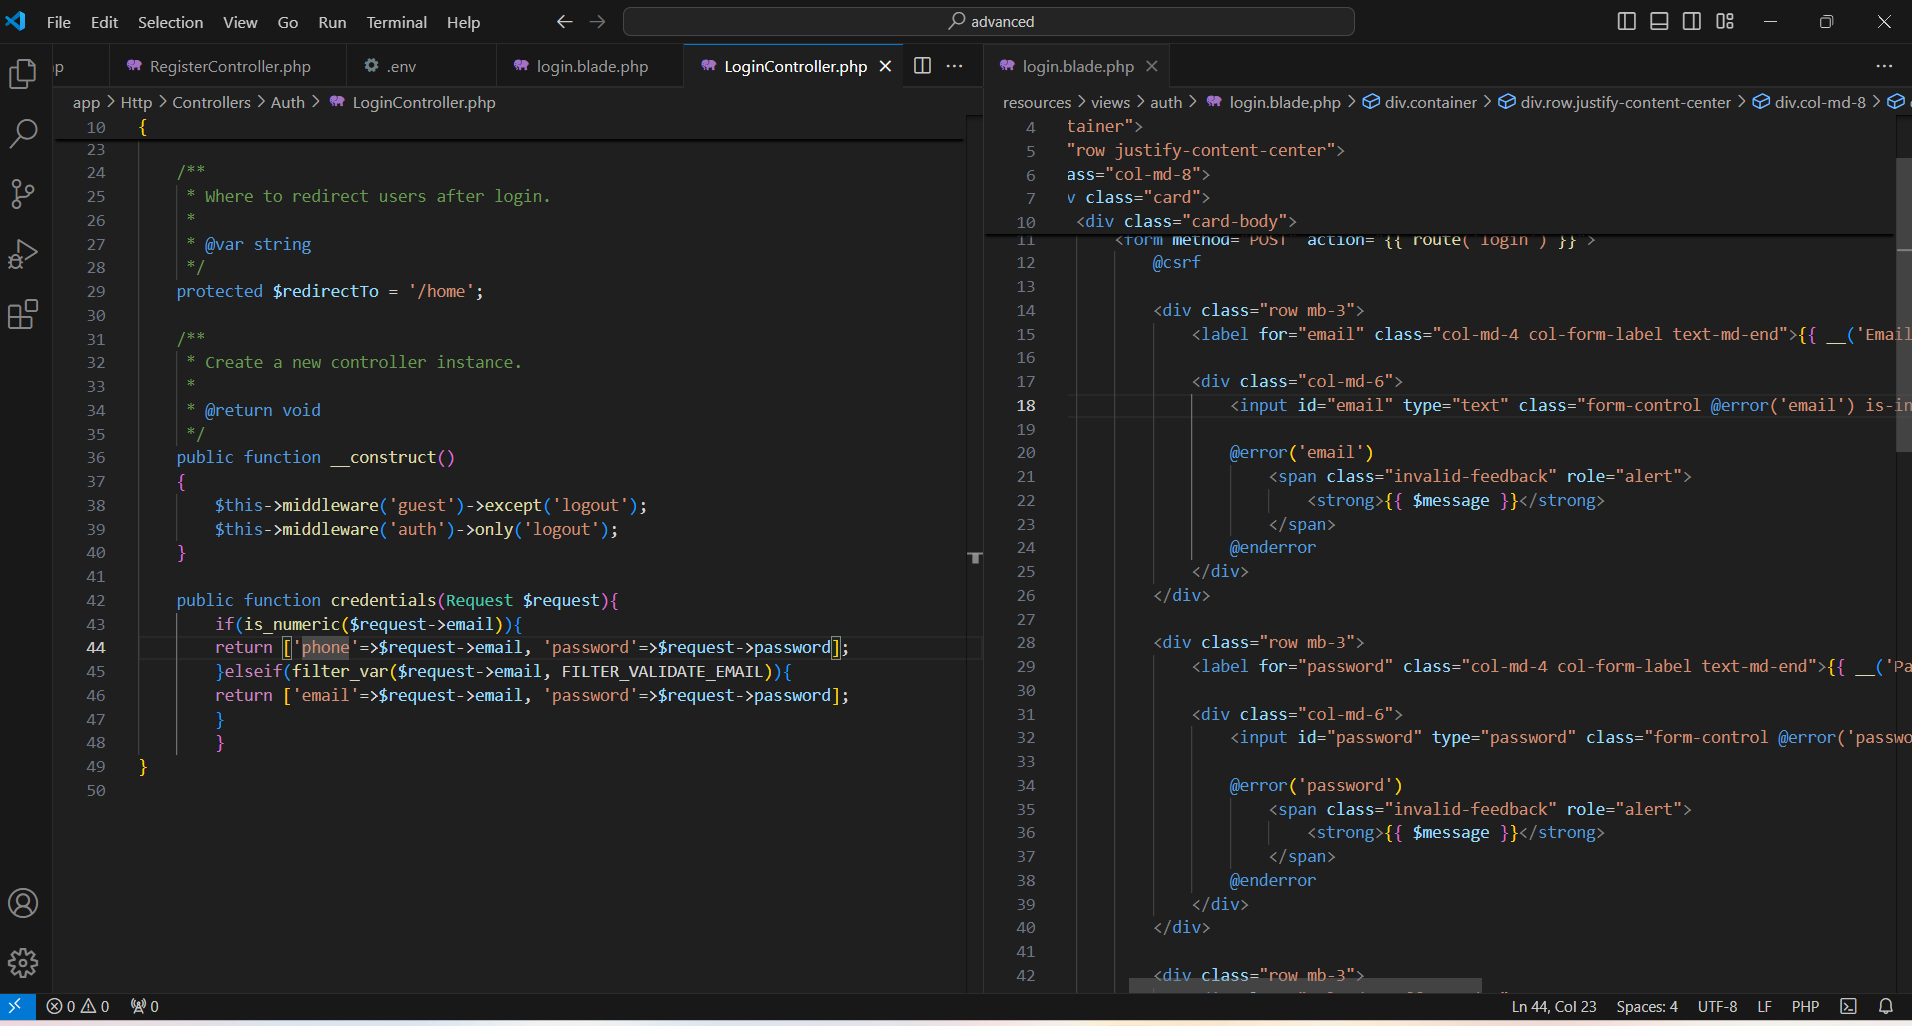 File Edit Selection View Go Run Terminal Help
advanced
RegisterController.php
.env
login.blade.php
LoginController.php
app > Http > Controllers > Auth > LoginController.php
10 {
23
24 /**
25 * Where to redirect users after login.
26 *
27 * @var string
28 */
29 protected $redirectTo = '/home';
30
31 /**
32 * Create a new controller instance.
33 *
34 * @return void
35 */
36 public function __construct()
37 {
38 $this->middleware('guest')->except('logout');
39 $this->middleware('auth')->only('logout');
40 }
41
42 public function credentials(Request $request){
43 if(is_numeric($request->email)){
44 return ['phone'=>$request->email, 'password'=>$request->password];
45 }elseif(filter_var($request->email, FILTER_VALIDATE_EMAIL)){
46 return ['email'=>$request->email, 'password'=>$request->password];
47 }
48 }
49 }
50
login.blade.php
resources > views > auth > login.blade.php > div.container > div.row.justify-content-center > div.col-md-8 >
4 tainer">
5 "row justify-content-center">
6 ass="col-md-8">
7 v class="card">
10 <div class="card-body">
11 <form method="POST" action="{{ route('login') }}">
12 @csrf
13
14 <div class="row mb-3">
15 <label for="email" class="col-md-4 col-form-label text-md-end">{{ __('Email
16
17 <div class="col-md-6">
18 <input id="email" type="text" class="form-control @error('email') is-in
19
20 @error('email')
21 <span class="invalid-feedback" role="alert">
22 <strong>{{ $message }}</strong>
23 </span>
24 @enderror
25 </div>
26 </div>
27
28 <div class="row mb-3">
29 <label for="password" class="col-md-4 col-form-label text-md-end">{{ __('Pa
30
31 <div class="col-md-6">
32 <input id="password" type="password" class="form-control @error('passwo
33
34 @error('password')
35 <span class="invalid-feedback" role="alert">
36 <strong>{{ $message }}</strong>
37 </span>
38 @enderror
39 </div>
40 </div>
41
42 <div class="row mb-3">
0 0 0
Ln 44, Col 23 Spaces: 4 UTF-8 LF PHP